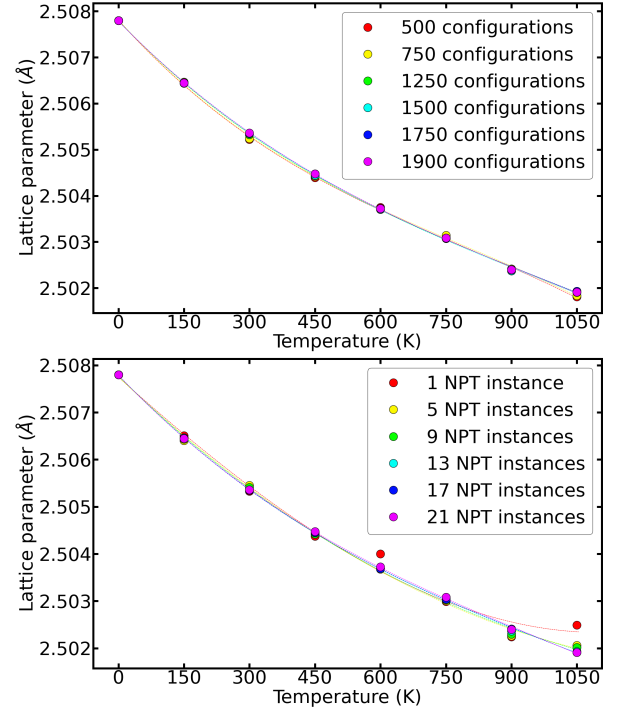 2.508
2.507
2.506
2.505
2.504
2.503
2.502
Lattice parameter (Å)
500 configurations
750 configurations
1250 configurations
1500 configurations
1750 configurations
1900 configurations
0 150 300 450 600 750 900 1050
Temperature (K)
2.508
2.507
2.506
2.505
2.504
2.503
2.502
Lattice parameter (Å)
1 NPT instance
5 NPT instances
9 NPT instances
13 NPT instances
17 NPT instances
21 NPT instances
0 150 300 450 600 750 900 1050
Temperature (K)